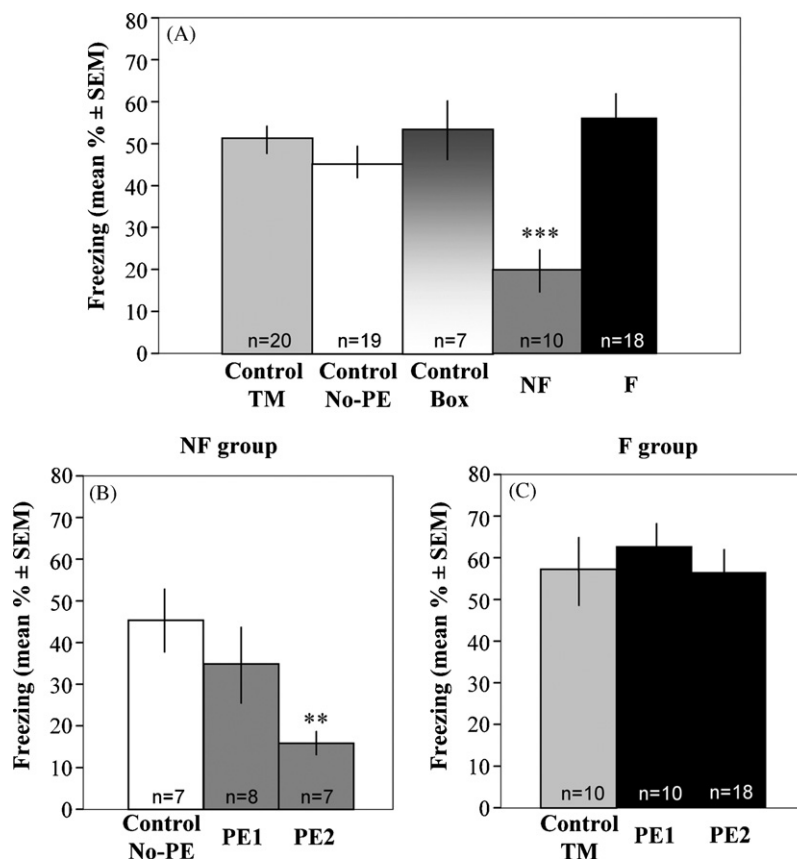 (A)
Freezing (mean % ± SEM)
80
70
60
50
40
30
20
10
0
***
n=20 n=19 n=7 n=10 n=18
Control TM
Control No-PE
Control Box
NF
F
NF group
(B)
Freezing (mean % ± SEM)
80
70
60
50
40
30
20
10
0
**
n=7 n=8 n=7
Control No-PE
PE1
PE2
F group
(C)
Freezing (mean % ± SEM)
80
70
60
50
40
30
20
10
0
n=10 n=10 n=18
Control TM
PE1
PE2